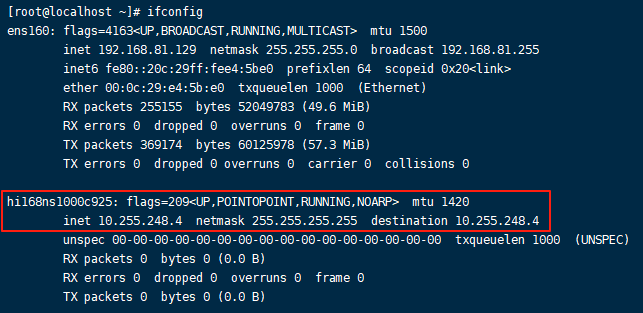 [root@localhost ~]# ifconfig
ens160: flags=4163<UP,BROADCAST,RUNNING,MULTICAST>  mtu 1500
        inet 192.168.81.129  netmask 255.255.255.0  broadcast 192.168.81.255
        inet6 fe80::20c:29ff:fee4:5be0  prefixlen 64  scopeid 0x20<link>
        ether 00:0c:29:e4:5b:e0  txqueuelen 1000  (Ethernet)
        RX packets 255155  bytes 52049783 (49.6 MiB)
        RX errors 0  dropped 0  overruns 0  frame 0
        TX packets 369174  bytes 60125978 (57.3 MiB)
        TX errors 0  dropped 0 overruns 0  carrier 0  collisions 0

hi168ns1000c925: flags=209<UP,POINTOPOINT,RUNNING,NOARP>  mtu 1420
        inet 10.255.248.4  netmask 255.255.255.255  destination 10.255.248.4
        unspec 00-00-00-00-00-00-00-00-00-00-00-00-00-00-00-00  txqueuelen 1000  (UNSPEC)
        RX packets 0  bytes 0 (0.0 B)
        RX errors 0  dropped 0  overruns 0  frame 0
        TX packets 0  bytes 0 (0.0 B)